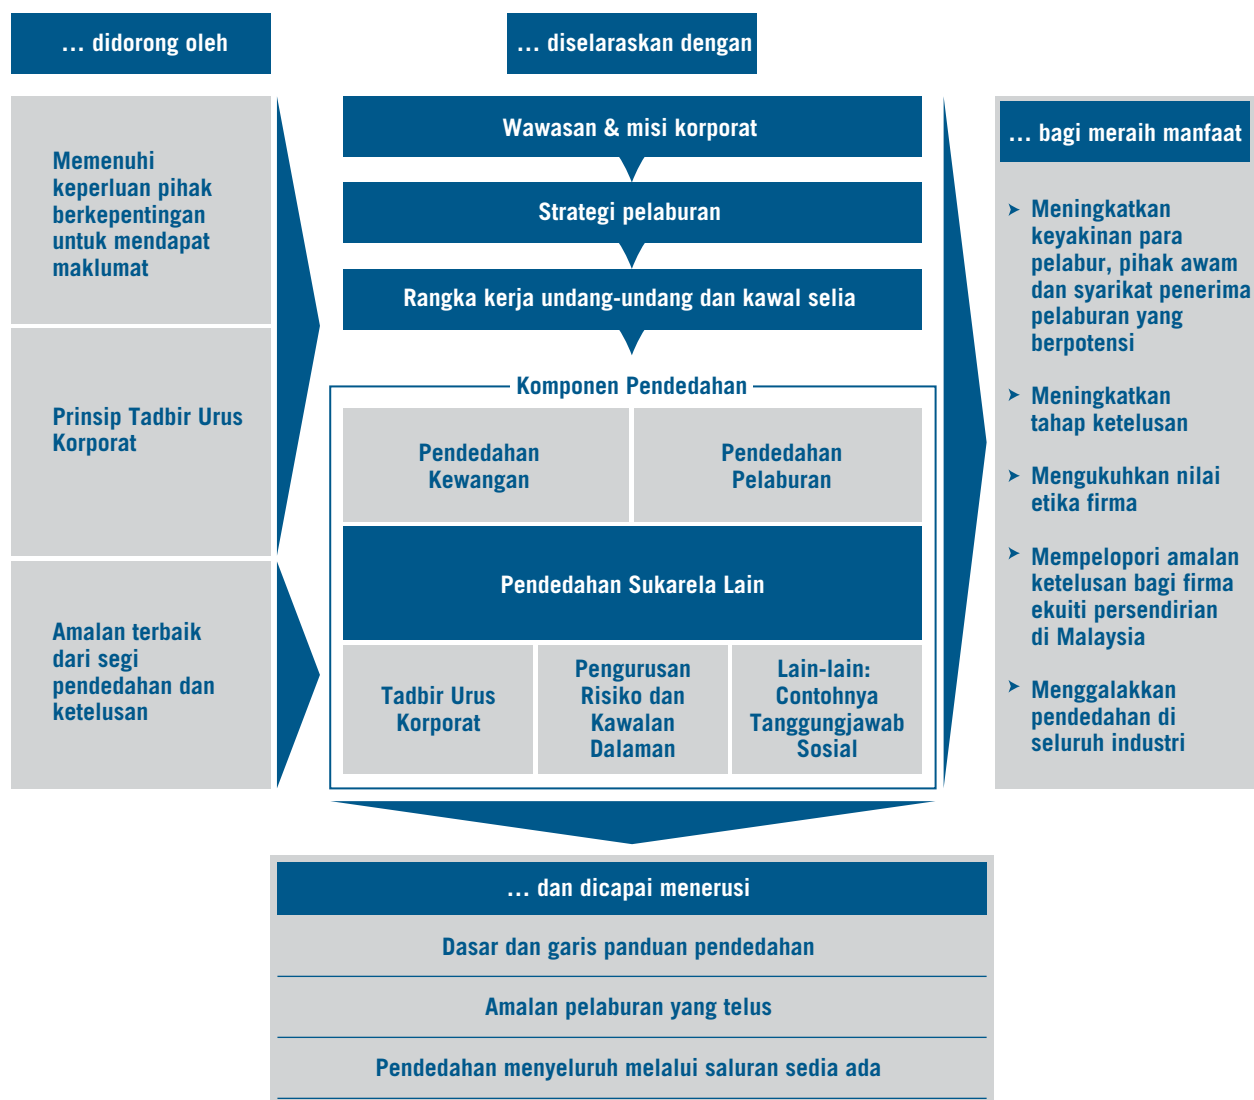 … didorong oleh
Memenuhi
keperluan pihak
berkepentingan
untuk mendapat
maklumat
Prinsip Tadbir Urus
Korporat
Amalan terbaik
dari segi
pendedahan dan
ketelusan
… diselaraskan dengan
Wawasan & misi korporat
Strategi pelaburan
Rangka kerja undang-undang dan kawal selia
Komponen Pendedahan
Pendedahan
Kewangan
Pendedahan
Pelaburan
Pendedahan Sukarela Lain
Tadbir Urus
Korporat
Pengurusan
Risiko dan
Kawalan
Dalaman
Lain-lain:
Contohnya
Tanggungjawab
Sosial
… bagi meraih manfaat
➤ Meningkatkan
keyakinan para
pelabur, pihak awam
dan syarikat penerima
pelaburan yang
berpotensi
➤ Meningkatkan
tahap ketelusan
➤ Mengukuhkan nilai
etika firma
➤ Mempelopori amalan
ketelusan bagi firma
ekuiti persendirian
di Malaysia
➤ Menggalakkan
pendedahan di
seluruh industri
… dan dicapai menerusi
Dasar dan garis panduan pendedahan
Amalan pelaburan yang telus
Pendedahan menyeluruh melalui saluran sedia ada